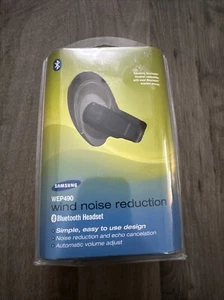 SAMSUNG
WEP490
wind noise reduction
Bluetooth Headset
Simple, easy to use design
Noise reduction and echo cancelation
Automatic volume adjust